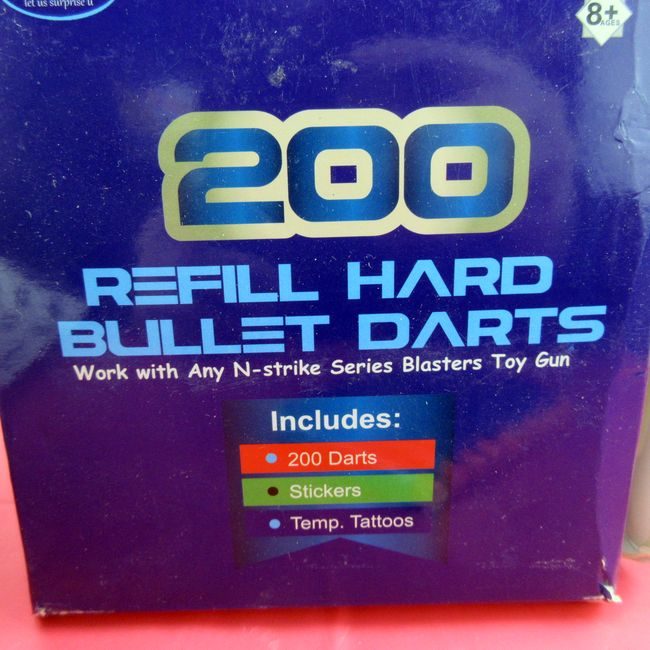 let us surprise u
8+
AGES
200
REFILL HARD
BULLET DARTS
Work with Any N-strike Series Blasters Toy Gun
Includes:
200 Darts
Stickers
Temp. Tattoos